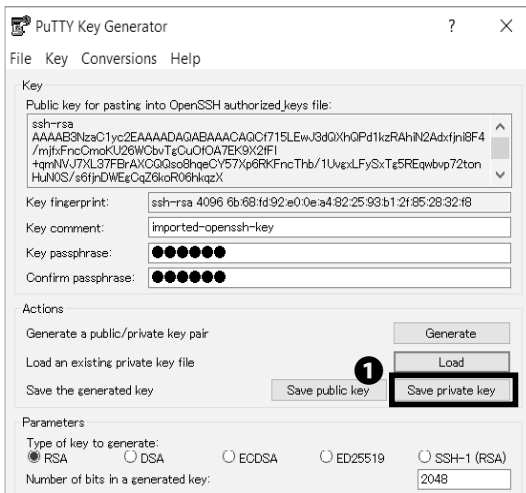 PuTTY Key Generator ? ×
File Key Conversions Help
Key
Public key for pasting into OpenSSH authorized_keys file:
ssh-rsa
AAAAB3NzaC1yc2EAAAADAQABAAACAQCf715LEwJ3dQXhQPd1kzRAhiN2Adxfjni8F4
/mjfxFncCmoKU26WCbvTgCuOfOA7EK9X2fFI
+qmNVJ7XL37FBrAXCQQso8hqeCY57Xp6RKFncThb/1UvgxLFySxTg5REqwbvp72ton
HuN0S/s6fjnDWEgCqZ6koR06hkqzX
Key fingerprint: ssh-rsa 4096 6b:68:fd:92:e0:0e:a4:82:25:93:b1:2f:85:28:32:f8
Key comment: imported-openssh-key
Key passphrase: ●●●●●●
Confirm passphrase: ●●●●●●
Actions
Generate a public/private key pair Generate
Load an existing private key file Load
❶
Save the generated key Save public key Save private key
Parameters
Type of key to generate:
RSA DSA ECDSA ED25519 SSH-1 (RSA)
Number of bits in a generated key: 2048